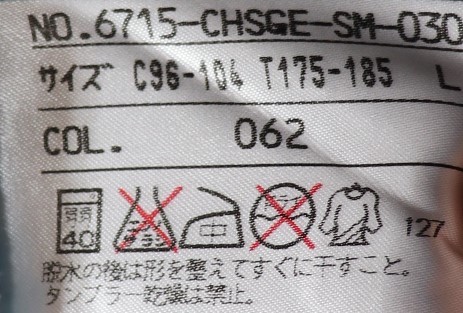 NO.6715-CHSGE-SM-030
サイズ C96-104 T175-185 L
COL. 062
40 127
脱水の後は形を整えてすぐに干すこと。
タンブラー乾燥は禁止。